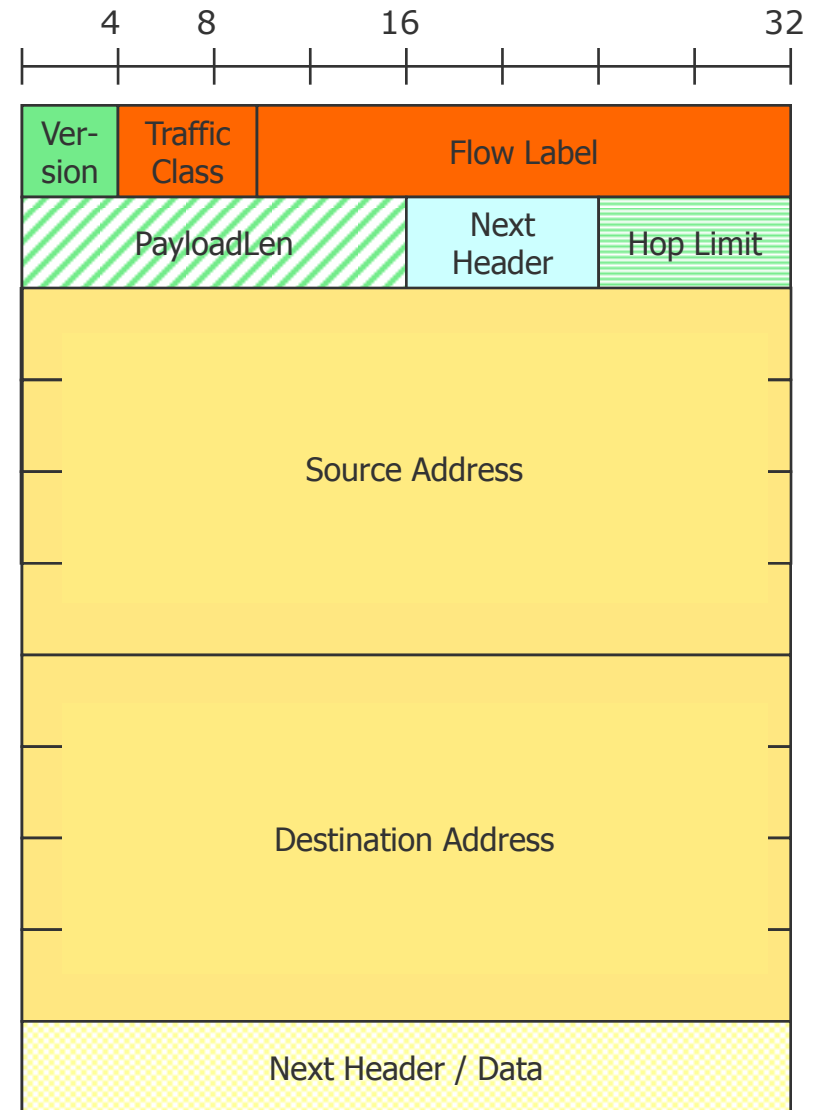 4 8 16 32
Ver-
sion
Traffic
Class
Flow Label
PayloadLen
Next
Header
Hop Limit
Source Address
Destination Address
Next Header / Data